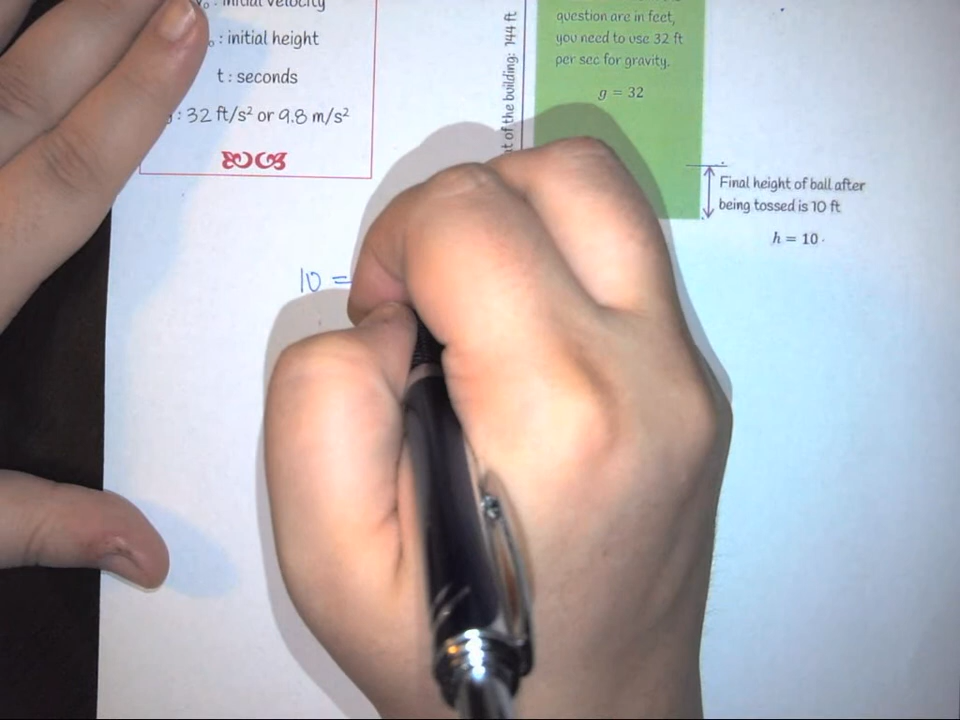 : initial velocity
o : initial height
t : seconds
: 32 ft/s² or 9.8 m/s²
of the building: 144 ft
question are in feet,
you need to use 32 ft
per sec for gravity.
g = 32
Final height of ball after
being tossed is 10 ft
h = 10
10 =